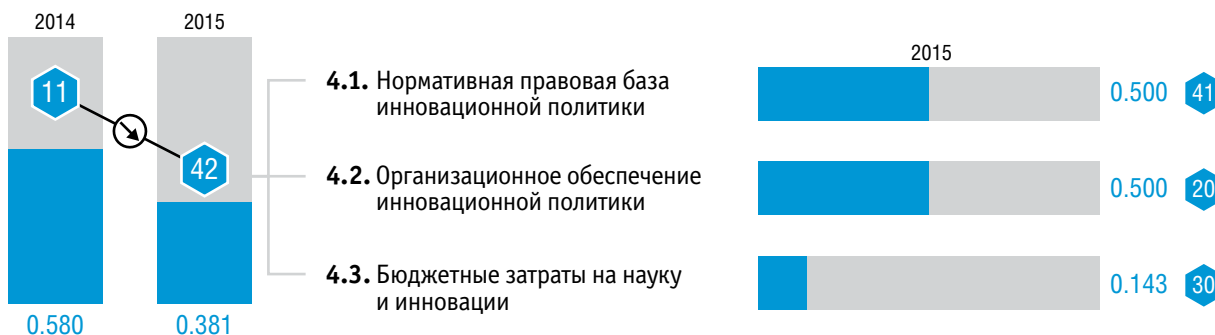 2014
2015
11
42
0.580
0.381
4.1. Нормативная правовая база
инновационной политики
4.2. Организационное обеспечение
инновационной политики
4.3. Бюджетные затраты на науку
и инновации
2015
0.500 41
0.500 20
0.143 30